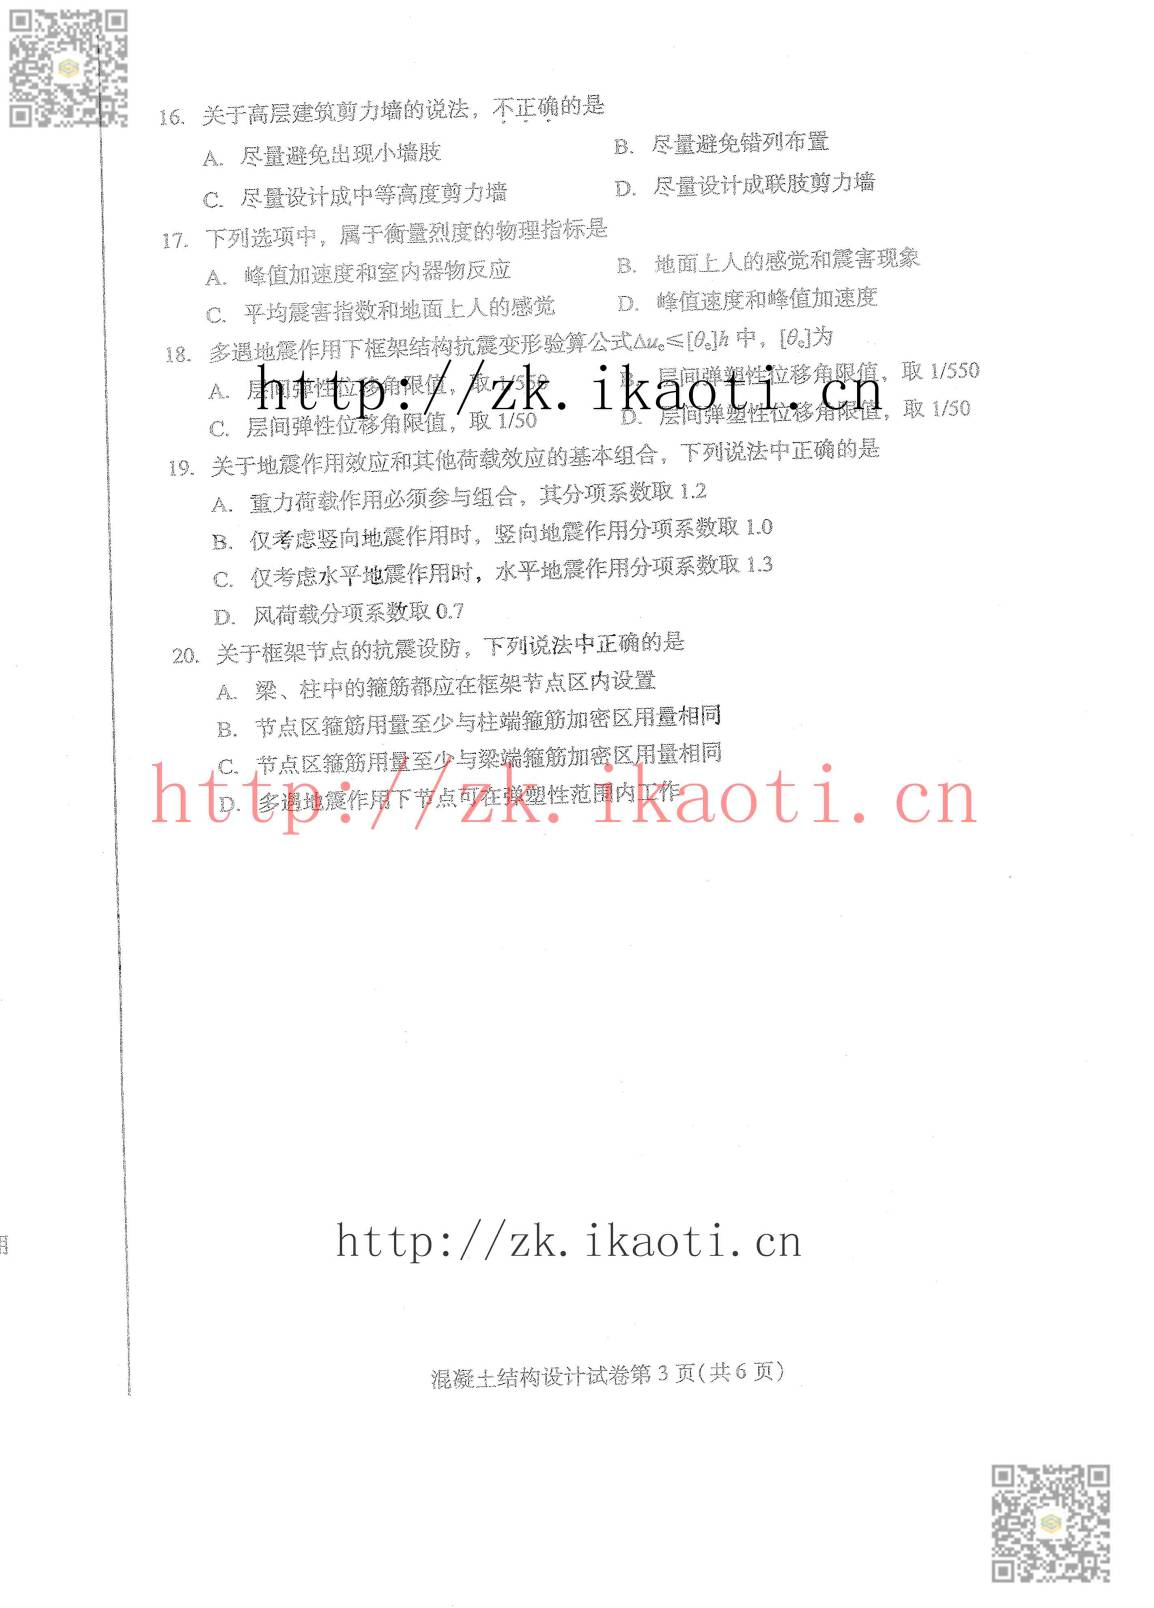 16. 关于高层建筑剪力墙的说法，不正确的是
A. 尽量避免出现小墙肢 B. 尽量避免错列布置
C. 尽量设计成中等高度剪力墙 D. 尽量设计成联肢剪力墙
17. 下列选项中，属于衡量烈度的物理指标是
A. 峰值加速度和室内器物反应 B. 地面上人的感觉和震害现象
C. 平均震害指数和地面上人的感觉 D. 峰值速度和峰值加速度
18. 多遇地震作用下框架结构抗震变形验算公式Δuₑ≤[θₑ]h 中，[θₑ]为
A. 层间弹性位移角限值，取 1/550 B. 层间弹塑性位移角限值，取 1/550
http://zk.ikaoti.cn
C. 层间弹性位移角限值，取 1/50 D. 层间弹塑性位移角限值，取 1/50
19. 关于地震作用效应和其他荷载效应的基本组合，下列说法中正确的是
A. 重力荷载作用必须参与组合，其分项系数取 1.2
B. 仅考虑竖向地震作用时，竖向地震作用分项系数取 1.0
C. 仅考虑水平地震作用时，水平地震作用分项系数取 1.3
D. 风荷载分项系数取 0.7
20. 关于框架节点的抗震设防，下列说法中正确的是
A. 梁、柱中的箍筋都应在框架节点区内设置
B. 节点区箍筋用量至少与柱端箍筋加密区用量相同
C. 节点区箍筋用量至少与梁端箍筋加密区用量相同
http://zk.ikaoti.cn
D. 多遇地震作用下节点可在弹塑性范围内工作
http://zk.ikaoti.cn
混凝土结构设计试卷第 3 页(共 6 页)